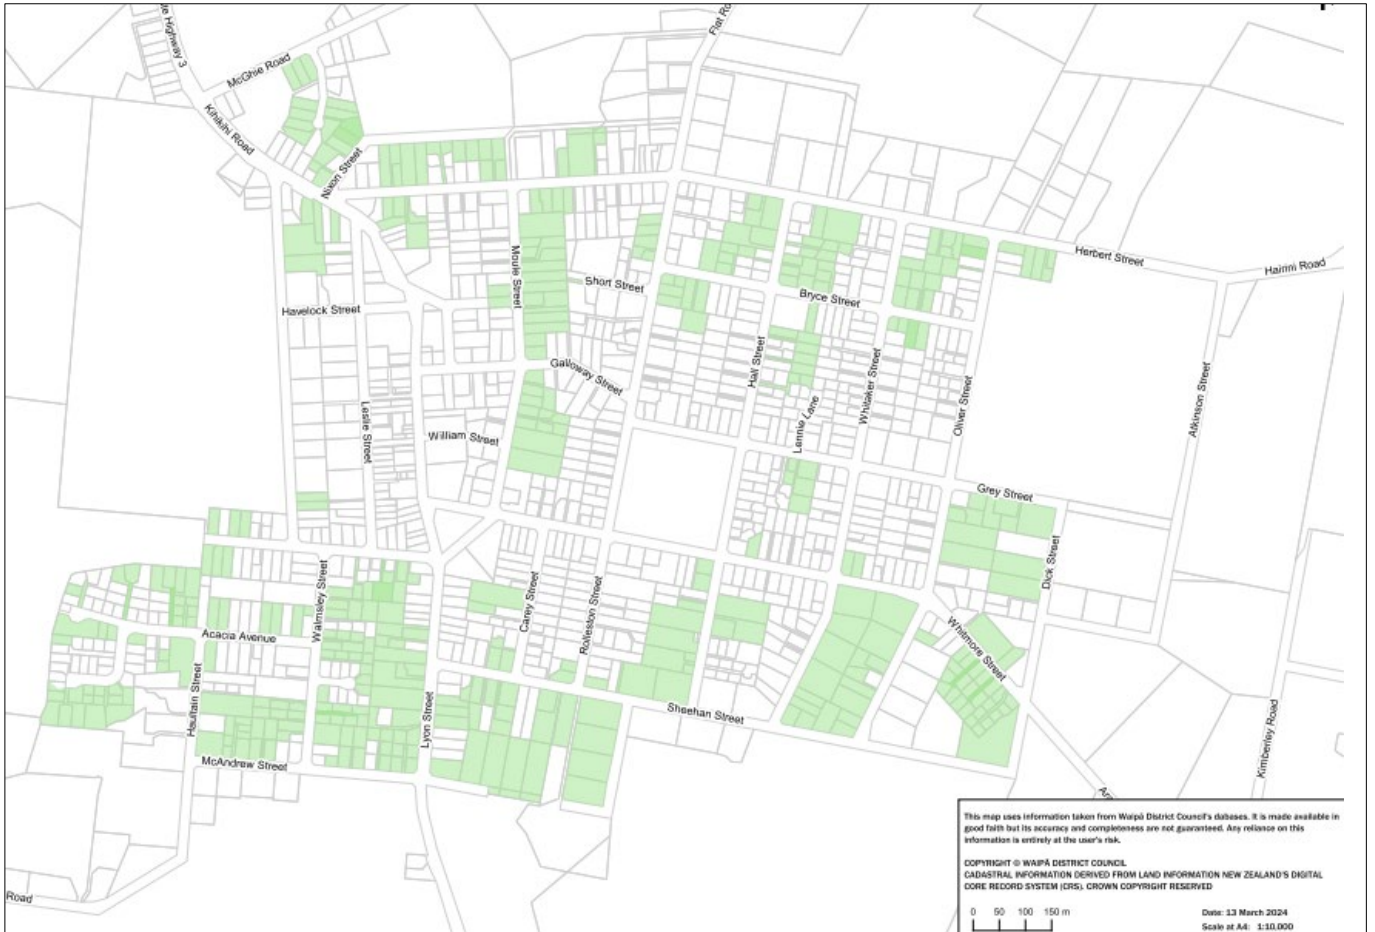 te Highway 3
Flat Ro
McGhie Road
Kihikihi Road
Nixon Street
Herbert Street
Hairini Road
Moule Street
Short Street
Bryce Street
Havelock Street
Galloway Street
Hall Street
Whitaker Street
Oliver Street
Atkinson Street
Leslie Street
Lennie Lane
William Street
Grey Street
Dick Street
Walmsley Street
Carey Street
Rolleston Street
Acacia Avenue
Whitmore Street
Haultain Street
Lyon Street
Sheehan Street
Kimberley Road
McAndrew Street
Road
This map uses information taken from Waipā District Council's dabases. It is made available in
good faith but its accuracy and completeness are not guaranteed. Any reliance on this
information is entirely at the user's risk.
COPYRIGHT © WAIPĀ DISTRICT COUNCIL
CADASTRAL INFORMATION DERIVED FROM LAND INFORMATION NEW ZEALAND'S DIGITAL
CORE RECORD SYSTEM (CRS). CROWN COPYRIGHT RESERVED
0 50 100 150 m
Date: 13 March 2024
Scale at A4: 1:10,000